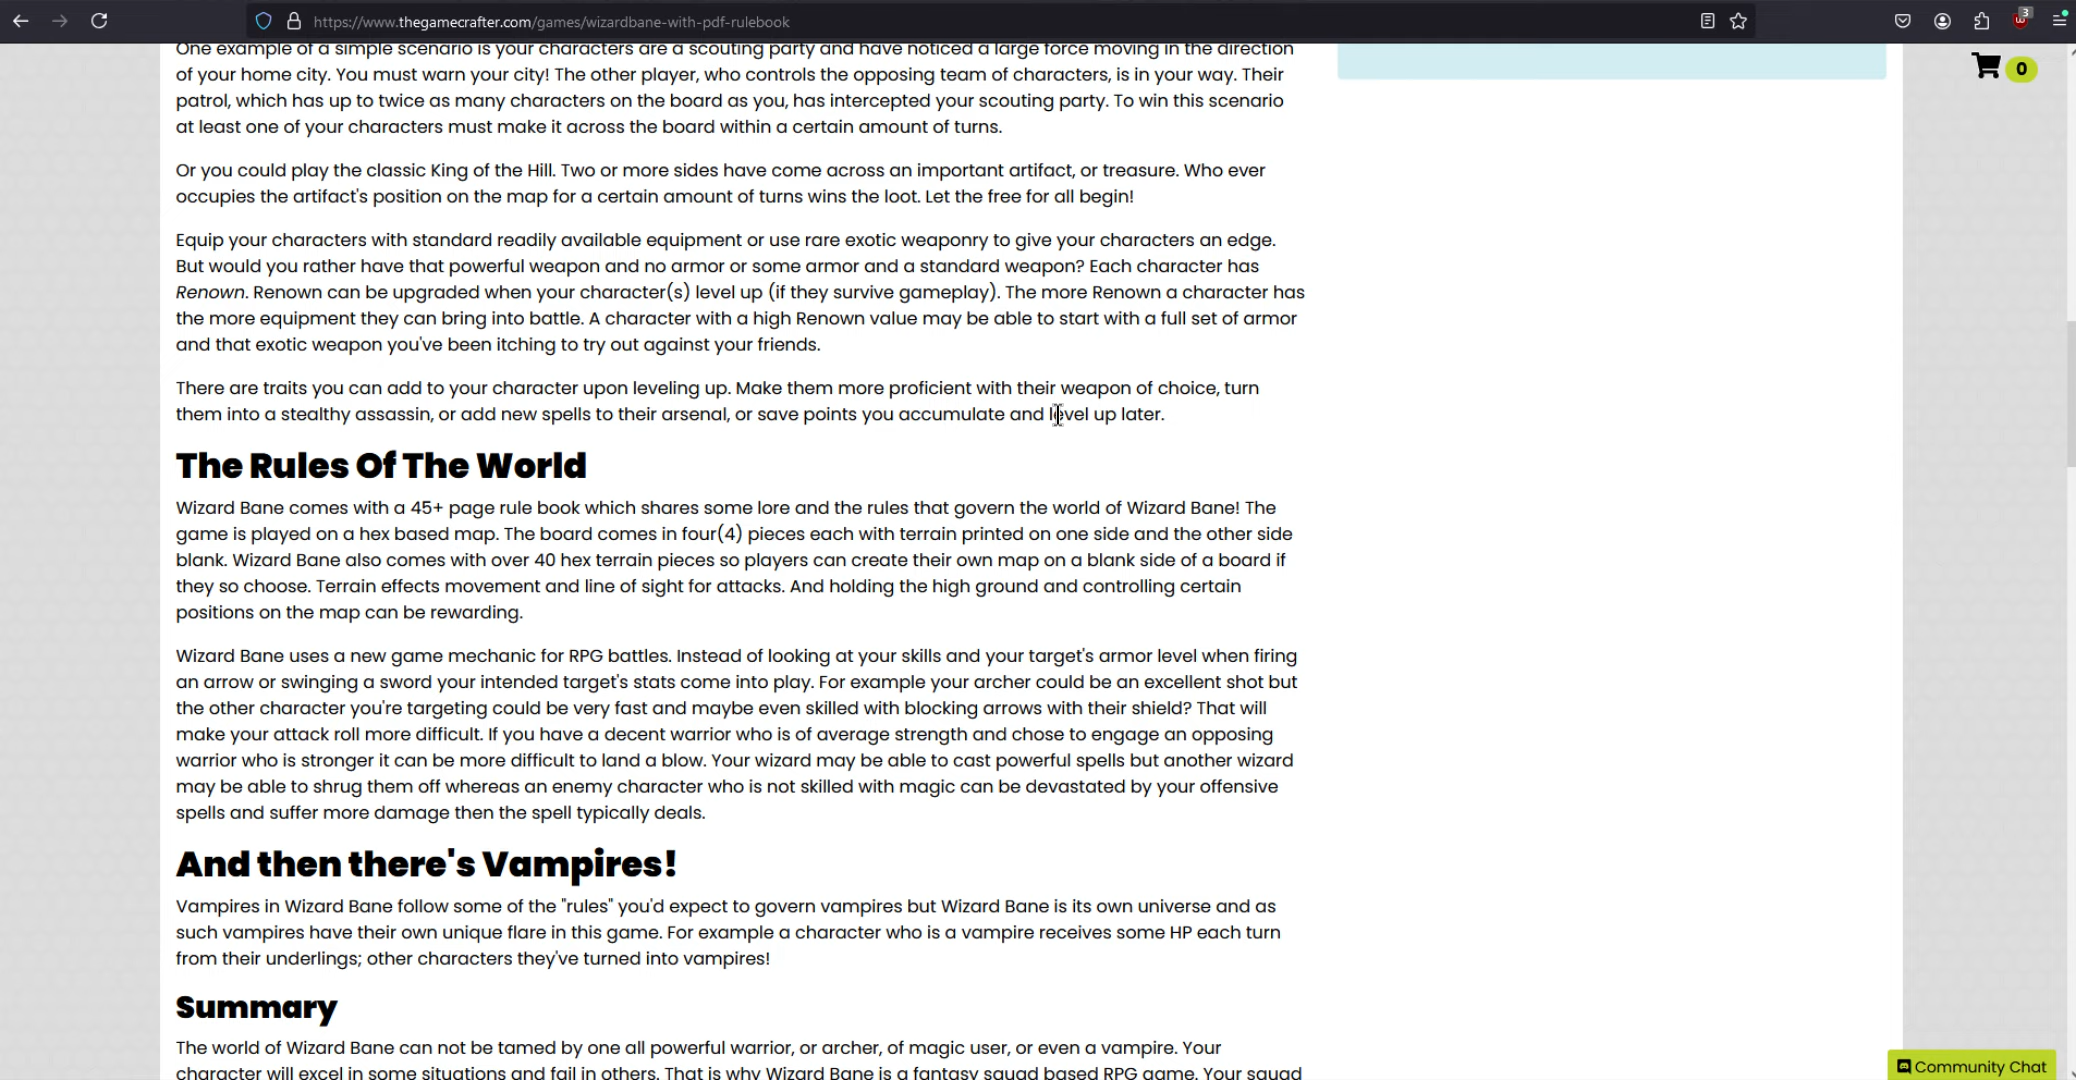 https://www.thegamecrafter.com/games/wizardbane-with-pdf-rulebook
3
0
One example of a simple scenario is your characters are a scouting party and have noticed a large force moving in the direction
of your home city. You must warn your city! The other player, who controls the opposing team of characters, is in your way. Their
patrol, which has up to twice as many characters on the board as you, has intercepted your scouting party. To win this scenario
at least one of your characters must make it across the board within a certain amount of turns.
Or you could play the classic King of the Hill. Two or more sides have come across an important artifact, or treasure. Who ever
occupies the artifact's position on the map for a certain amount of turns wins the loot. Let the free for all begin!
Equip your characters with standard readily available equipment or use rare exotic weaponry to give your characters an edge.
But would you rather have that powerful weapon and no armor or some armor and a standard weapon? Each character has
Renown. Renown can be upgraded when your character(s) level up (if they survive gameplay). The more Renown a character has
the more equipment they can bring into battle. A character with a high Renown value may be able to start with a full set of armor
and that exotic weapon you've been itching to try out against your friends.
There are traits you can add to your character upon leveling up. Make them more proficient with their weapon of choice, turn
them into a stealthy assassin, or add new spells to their arsenal, or save points you accumulate and level up later.
The Rules Of The World
Wizard Bane comes with a 45+ page rule book which shares some lore and the rules that govern the world of Wizard Bane! The
game is played on a hex based map. The board comes in four(4) pieces each with terrain printed on one side and the other side
blank. Wizard Bane also comes with over 40 hex terrain pieces so players can create their own map on a blank side of a board if
they so choose. Terrain effects movement and line of sight for attacks. And holding the high ground and controlling certain
positions on the map can be rewarding.
Wizard Bane uses a new game mechanic for RPG battles. Instead of looking at your skills and your target's armor level when firing
an arrow or swinging a sword your intended target's stats come into play. For example your archer could be an excellent shot but
the other character you're targeting could be very fast and maybe even skilled with blocking arrows with their shield? That will
make your attack roll more difficult. If you have a decent warrior who is of average strength and chose to engage an opposing
warrior who is stronger it can be more difficult to land a blow. Your wizard may be able to cast powerful spells but another wizard
may be able to shrug them off whereas an enemy character who is not skilled with magic can be devastated by your offensive
spells and suffer more damage then the spell typically deals.
And then there's Vampires!
Vampires in Wizard Bane follow some of the "rules" you'd expect to govern vampires but Wizard Bane is its own universe and as
such vampires have their own unique flare in this game. For example a character who is a vampire receives some HP each turn
from their underlings; other characters they've turned into vampires!
Summary
The world of Wizard Bane can not be tamed by one all powerful warrior, or archer, of magic user, or even a vampire. Your
character will excel in some situations and fail in others. That is why Wizard Bane is a fantasy squad based RPG game. Your squad
Community Chat